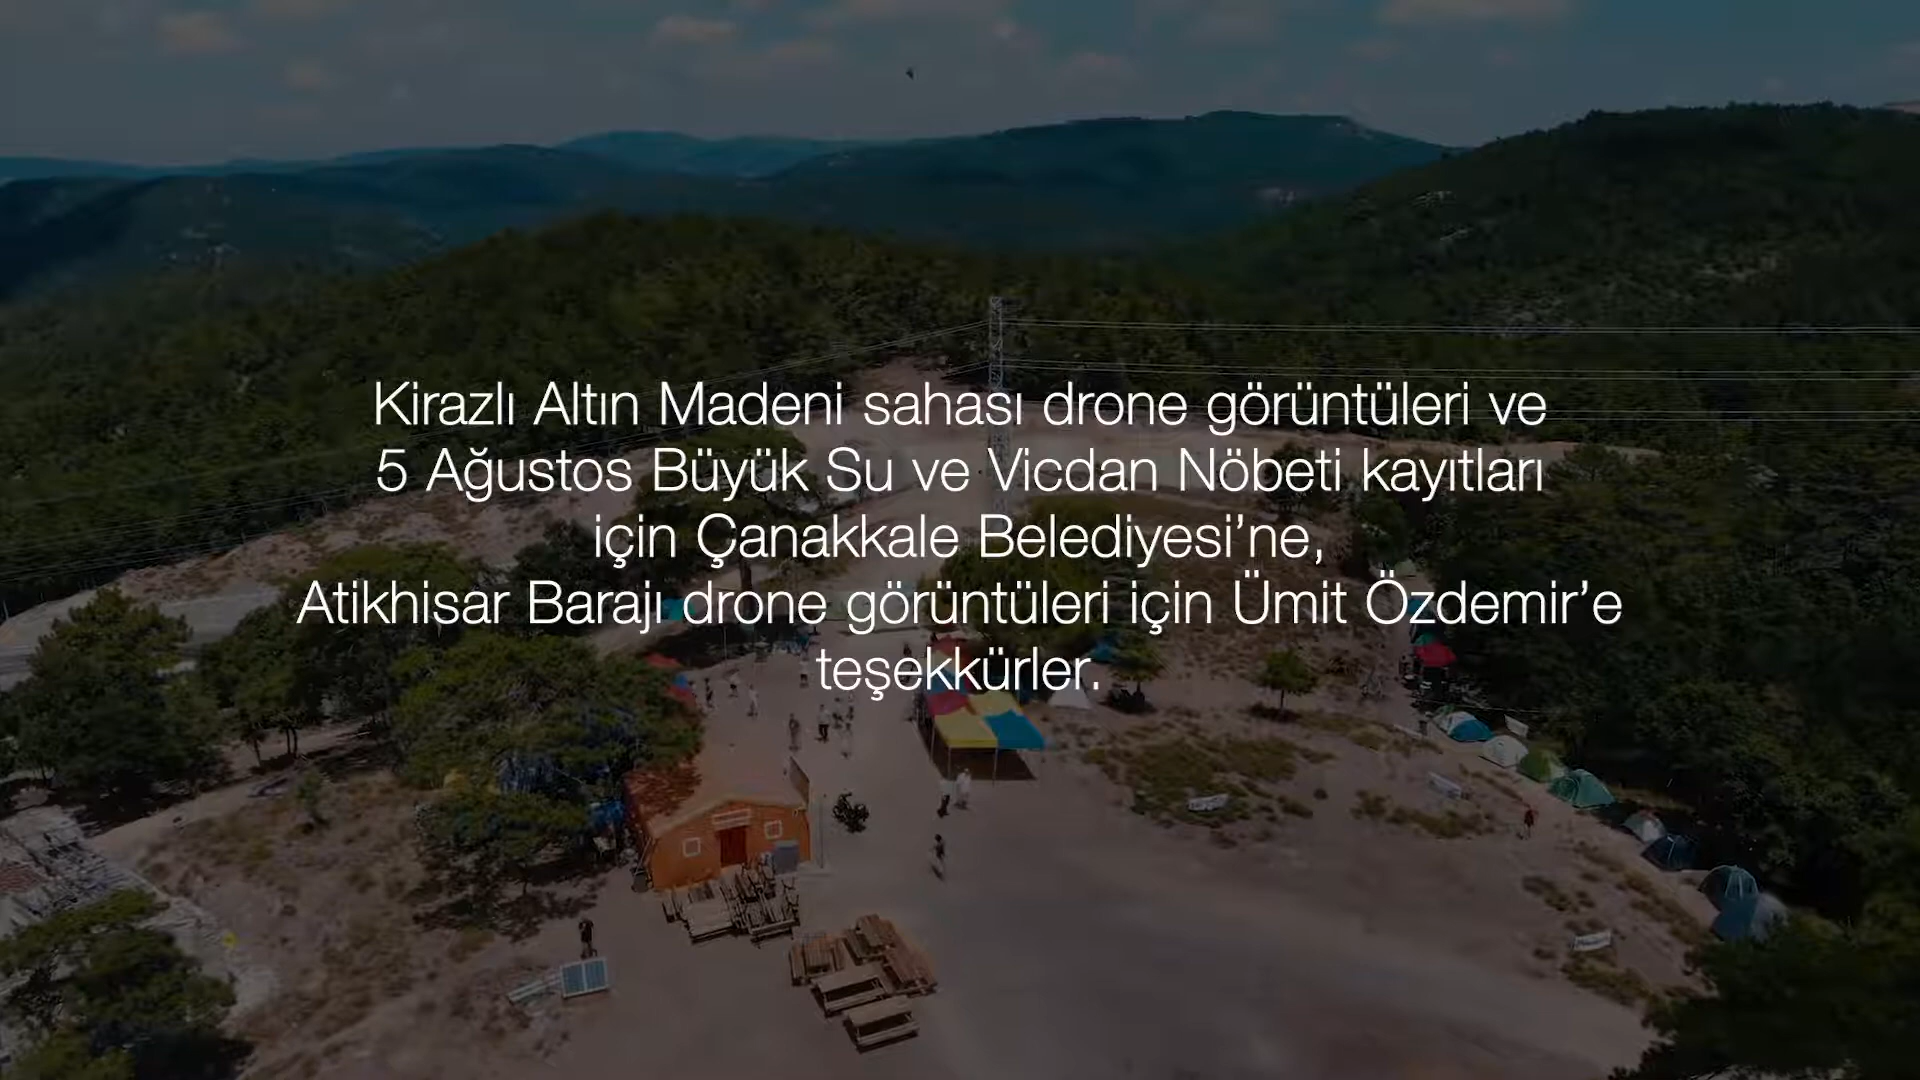 Kirazlı Altın Madeni sahası drone görüntüleri ve
5 Ağustos Büyük Su ve Vicdan Nöbeti kayıtları
için Çanakkale Belediyesi’ne,
Atikhisar Barajı drone görüntüleri için Ümit Özdemir’e
teşekkürler.